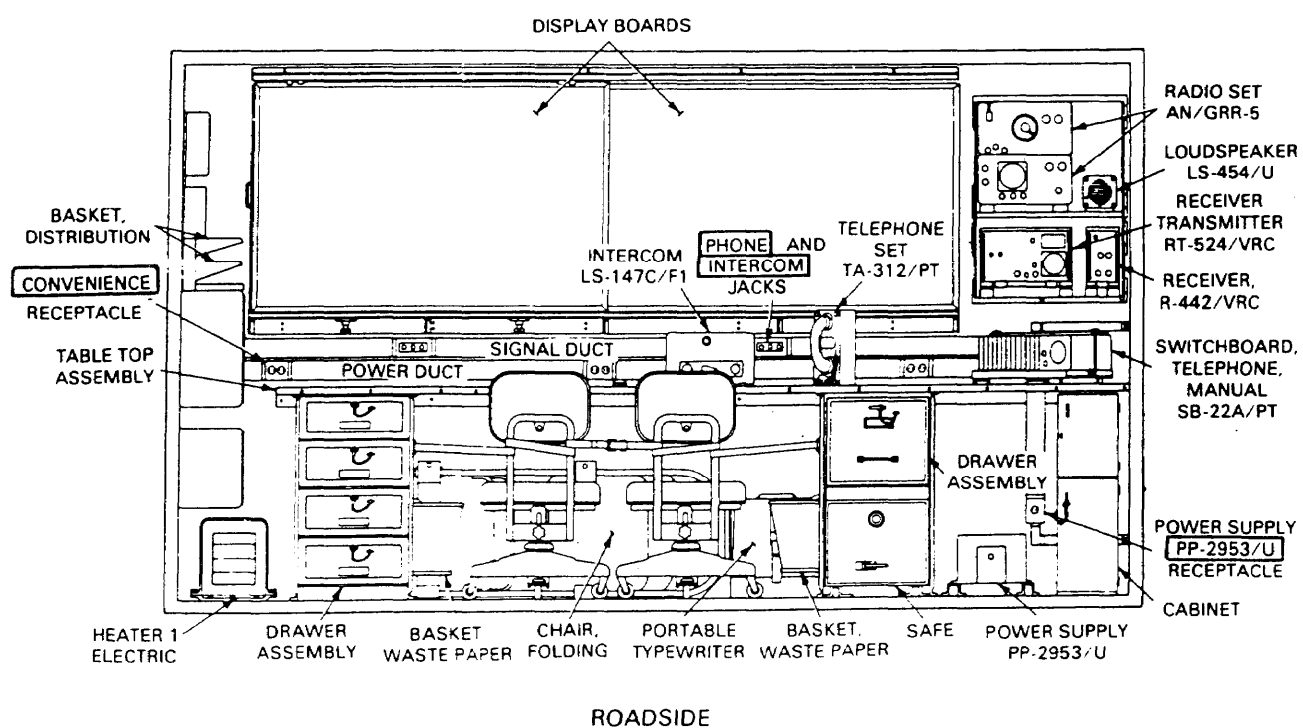 DISPLAY BOARDS
RADIO SET
AN/GRR-5
LOUDSPEAKER
LS-454/U
RECEIVER
TRANSMITTER
RT-524/VRC
RECEIVER,
R-442/VRC
BASKET,
DISTRIBUTION
CONVENIENCE
RECEPTACLE
TABLE TOP
ASSEMBLY
INTERCOM
LS-147C/F1
PHONE AND
INTERCOM
JACKS
TELEPHONE
SET
TA-312/PT
SIGNAL DUCT
POWER DUCT
SWITCHBOARD,
TELEPHONE,
MANUAL
SB-22A/PT
DRAWER
ASSEMBLY
POWER SUPPLY
PP-2953/U
RECEPTACLE
CABINET
HEATER 1
ELECTRIC
DRAWER
ASSEMBLY
BASKET
WASTE PAPER
CHAIR,
FOLDING
PORTABLE
TYPEWRITER
BASKET,
WASTE PAPER
SAFE
POWER SUPPLY
PP-2953/U
ROADSIDE